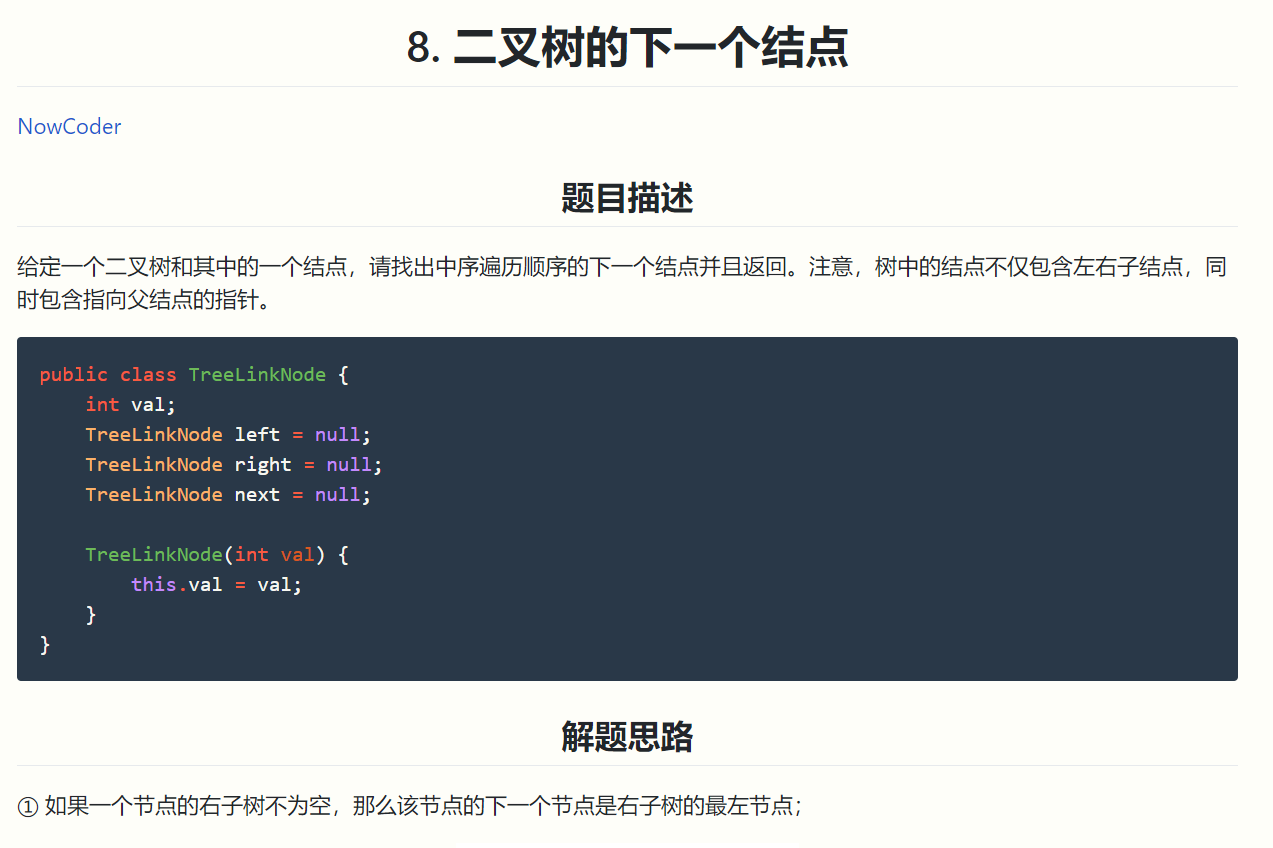 8. 二叉树的下一个结点
NowCoder
题目描述
给定一个二叉树和其中的一个结点，请找出中序遍历顺序的下一个结点并且返回。注意，树中的结点不仅包含左右子结点，同
时包含指向父结点的指针。
public class TreeLinkNode {
    int val;
    TreeLinkNode left = null;
    TreeLinkNode right = null;
    TreeLinkNode next = null;

    TreeLinkNode(int val) {
        this.val = val;
    }
}
解题思路
① 如果一个节点的右子树不为空，那么该节点的下一个节点是右子树的最左节点；